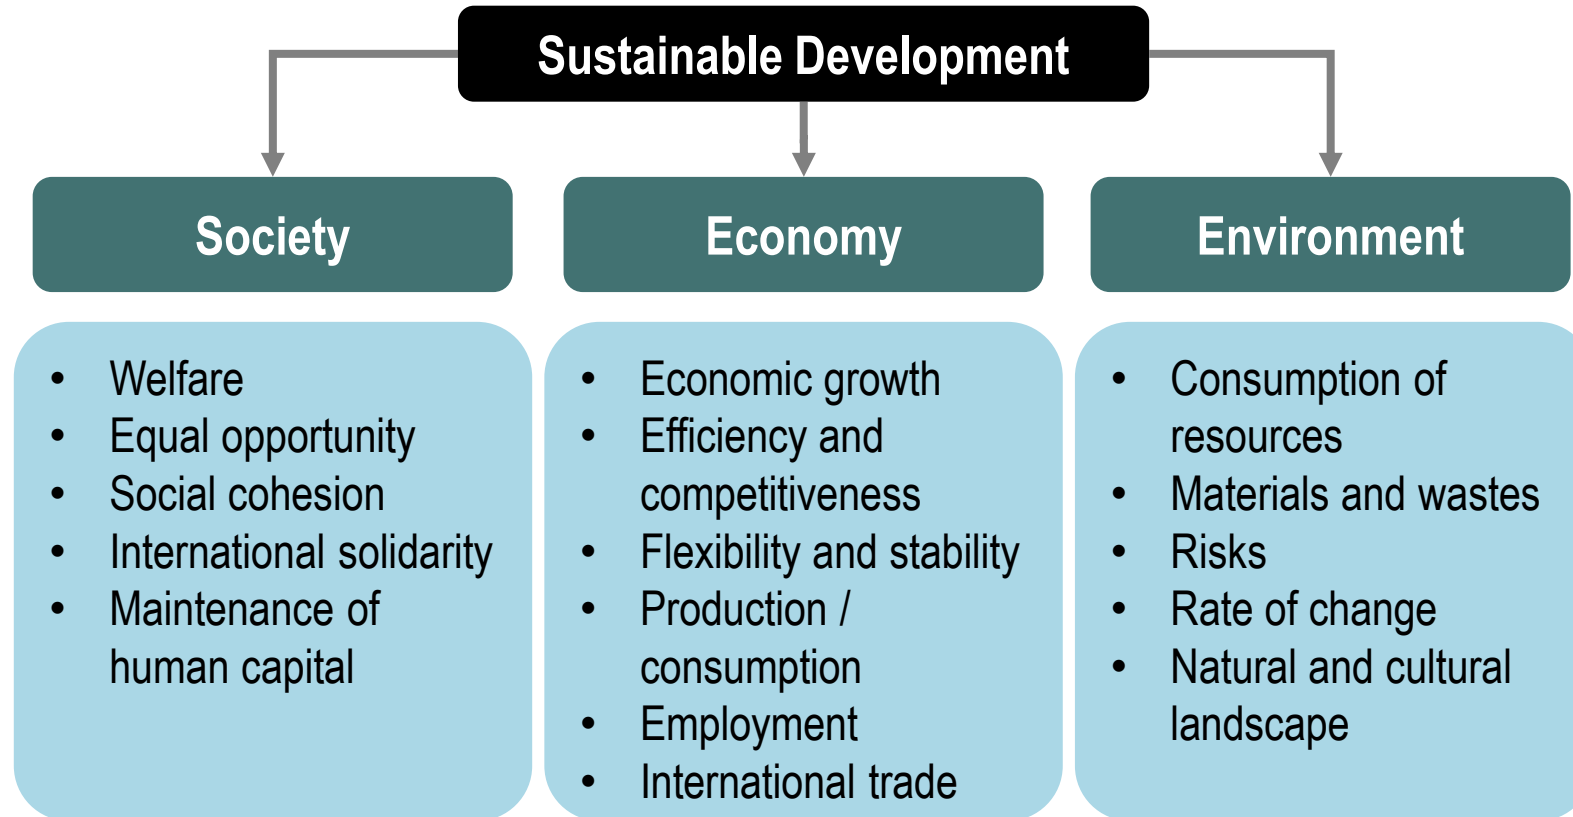 Sustainable Development
Society
Economy
Environment
• Welfare
• Equal opportunity
• Social cohesion
• International solidarity
• Maintenance of
human capital
• Economic growth
• Efficiency and
competitiveness
• Flexibility and stability
• Production /
consumption
• Employment
• International trade
• Consumption of
resources
• Materials and wastes
• Risks
• Rate of change
• Natural and cultural
landscape